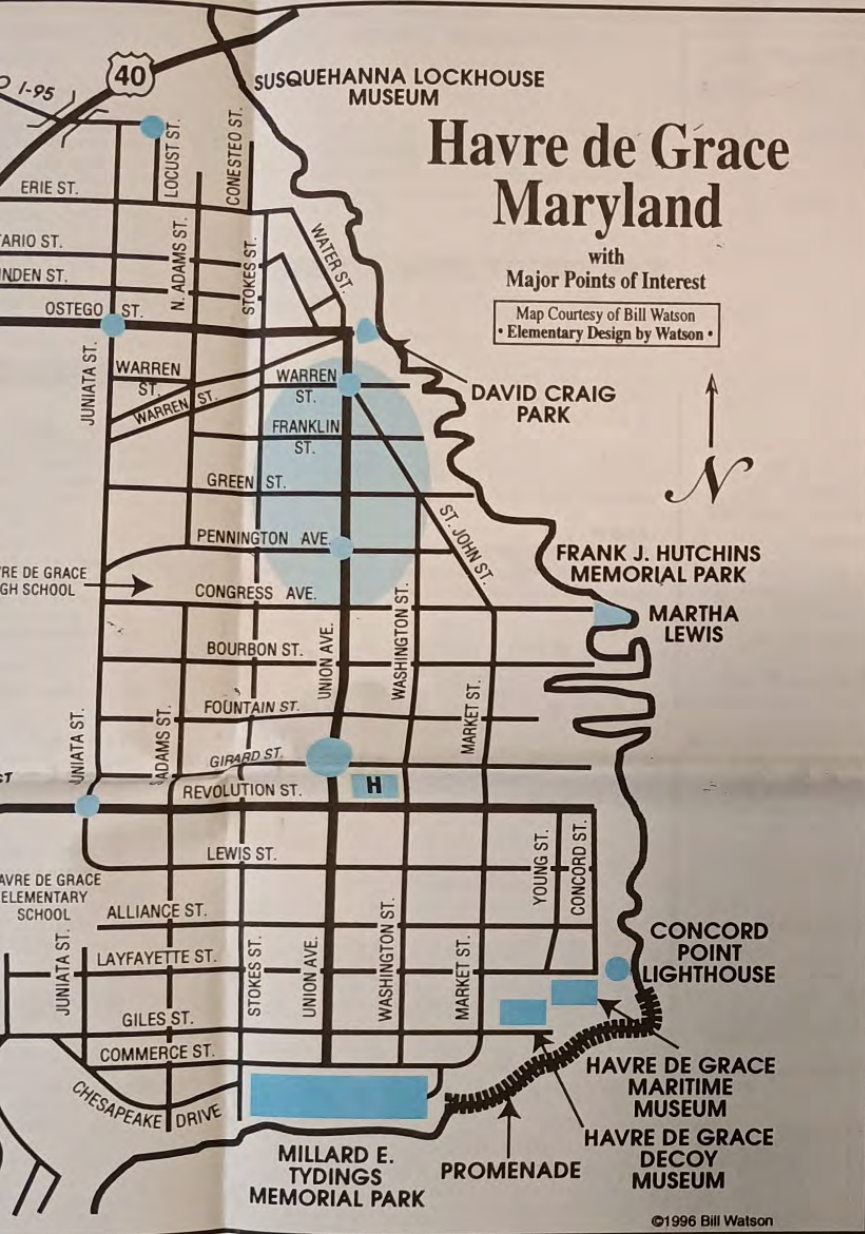 40
I-95
SUSQUEHANNA LOCKHOUSE
MUSEUM
Havre de Grace
Maryland
with
Major Points of Interest
Map Courtesy of Bill Watson
• Elementary Design by Watson •
LOCUST ST.
CONESTEO ST.
ERIE ST.
N. ADAMS ST.
STOKES ST.
WATER ST.
TARIO ST.
INDEN ST.
OSTEGO ST.
JUNIATA ST.
WARREN
ST.
WARREN ST.
WARREN
ST.
DAVID CRAIG
PARK
FRANKLIN
ST.
N
GREEN ST.
ST. JOHN ST.
PENNINGTON AVE.
FRANK J. HUTCHINS
MEMORIAL PARK
VRE DE GRACE
GH SCHOOL
CONGRESS AVE.
MARTHA
LEWIS
UNION AVE.
WASHINGTON ST.
BOURBON ST.
MARKET ST.
FOUNTAIN ST.
UNIATA ST.
ADAMS ST.
GIRARD ST.
ST
H
REVOLUTION ST.
LEWIS ST.
YOUNG ST.
CONCORD ST.
AVRE DE GRACE
ELEMENTARY
SCHOOL
ALLIANCE ST.
JUNIATA ST.
LAYFAYETTE ST.
STOKES ST.
UNION AVE.
WASHINGTON ST.
MARKET ST.
CONCORD
POINT
LIGHTHOUSE
GILES ST.
COMMERCE ST.
CHESAPEAKE DRIVE
HAVRE DE GRACE
MARITIME
MUSEUM
HAVRE DE GRACE
DECOY
MUSEUM
MILLARD E.
TYDINGS
MEMORIAL PARK
PROMENADE
©1996 Bill Watson